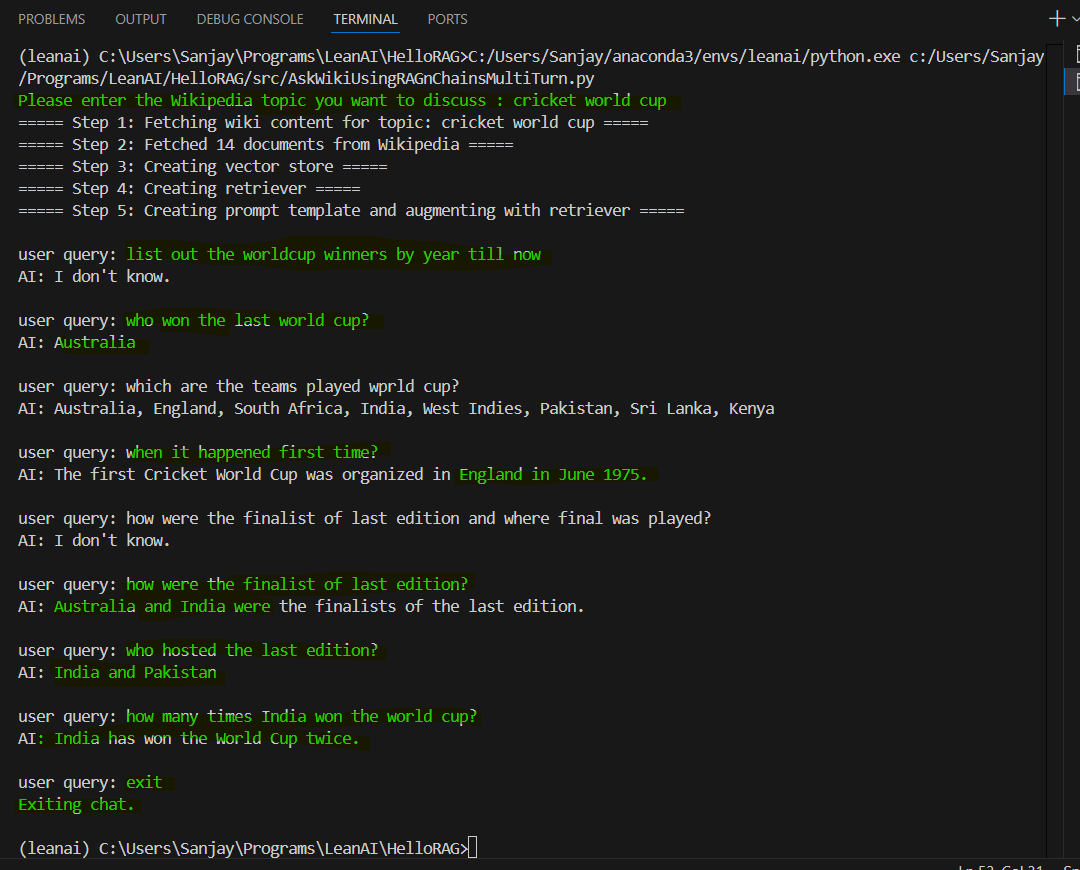 PROBLEMS OUTPUT DEBUG CONSOLE TERMINAL PORTS
(leanai) C:\Users\Sanjay\Programs\LeanAI\HelloRAG>C:/Users/Sanjay/anaconda3/envs/leanai/python.exe c:/Users/Sanjay
/Programs/LeanAI/HelloRAG/src/AskWikiUsingRAGnChainsMultiTurn.py
Please enter the Wikipedia topic you want to discuss : cricket world cup
===== Step 1: Fetching wiki content for topic: cricket world cup =====
===== Step 2: Fetched 14 documents from Wikipedia =====
===== Step 3: Creating vector store =====
===== Step 4: Creating retriever =====
===== Step 5: Creating prompt template and augmenting with retriever =====
user query: list out the worldcup winners by year till now
AI: I don't know.
user query: who won the last world cup?
AI: Australia
user query: which are the teams played wprld cup?
AI: Australia, England, South Africa, India, West Indies, Pakistan, Sri Lanka, Kenya
user query: when it happened first time?
AI: The first Cricket World Cup was organized in England in June 1975.
user query: how were the finalist of last edition and where final was played?
AI: I don't know.
user query: how were the finalist of last edition?
AI: Australia and India were the finalists of the last edition.
user query: who hosted the last edition?
AI: India and Pakistan
user query: how many times India won the world cup?
AI: India has won the World Cup twice.
user query: exit
Exiting chat.
(leanai) C:\Users\Sanjay\Programs\LeanAI\HelloRAG>